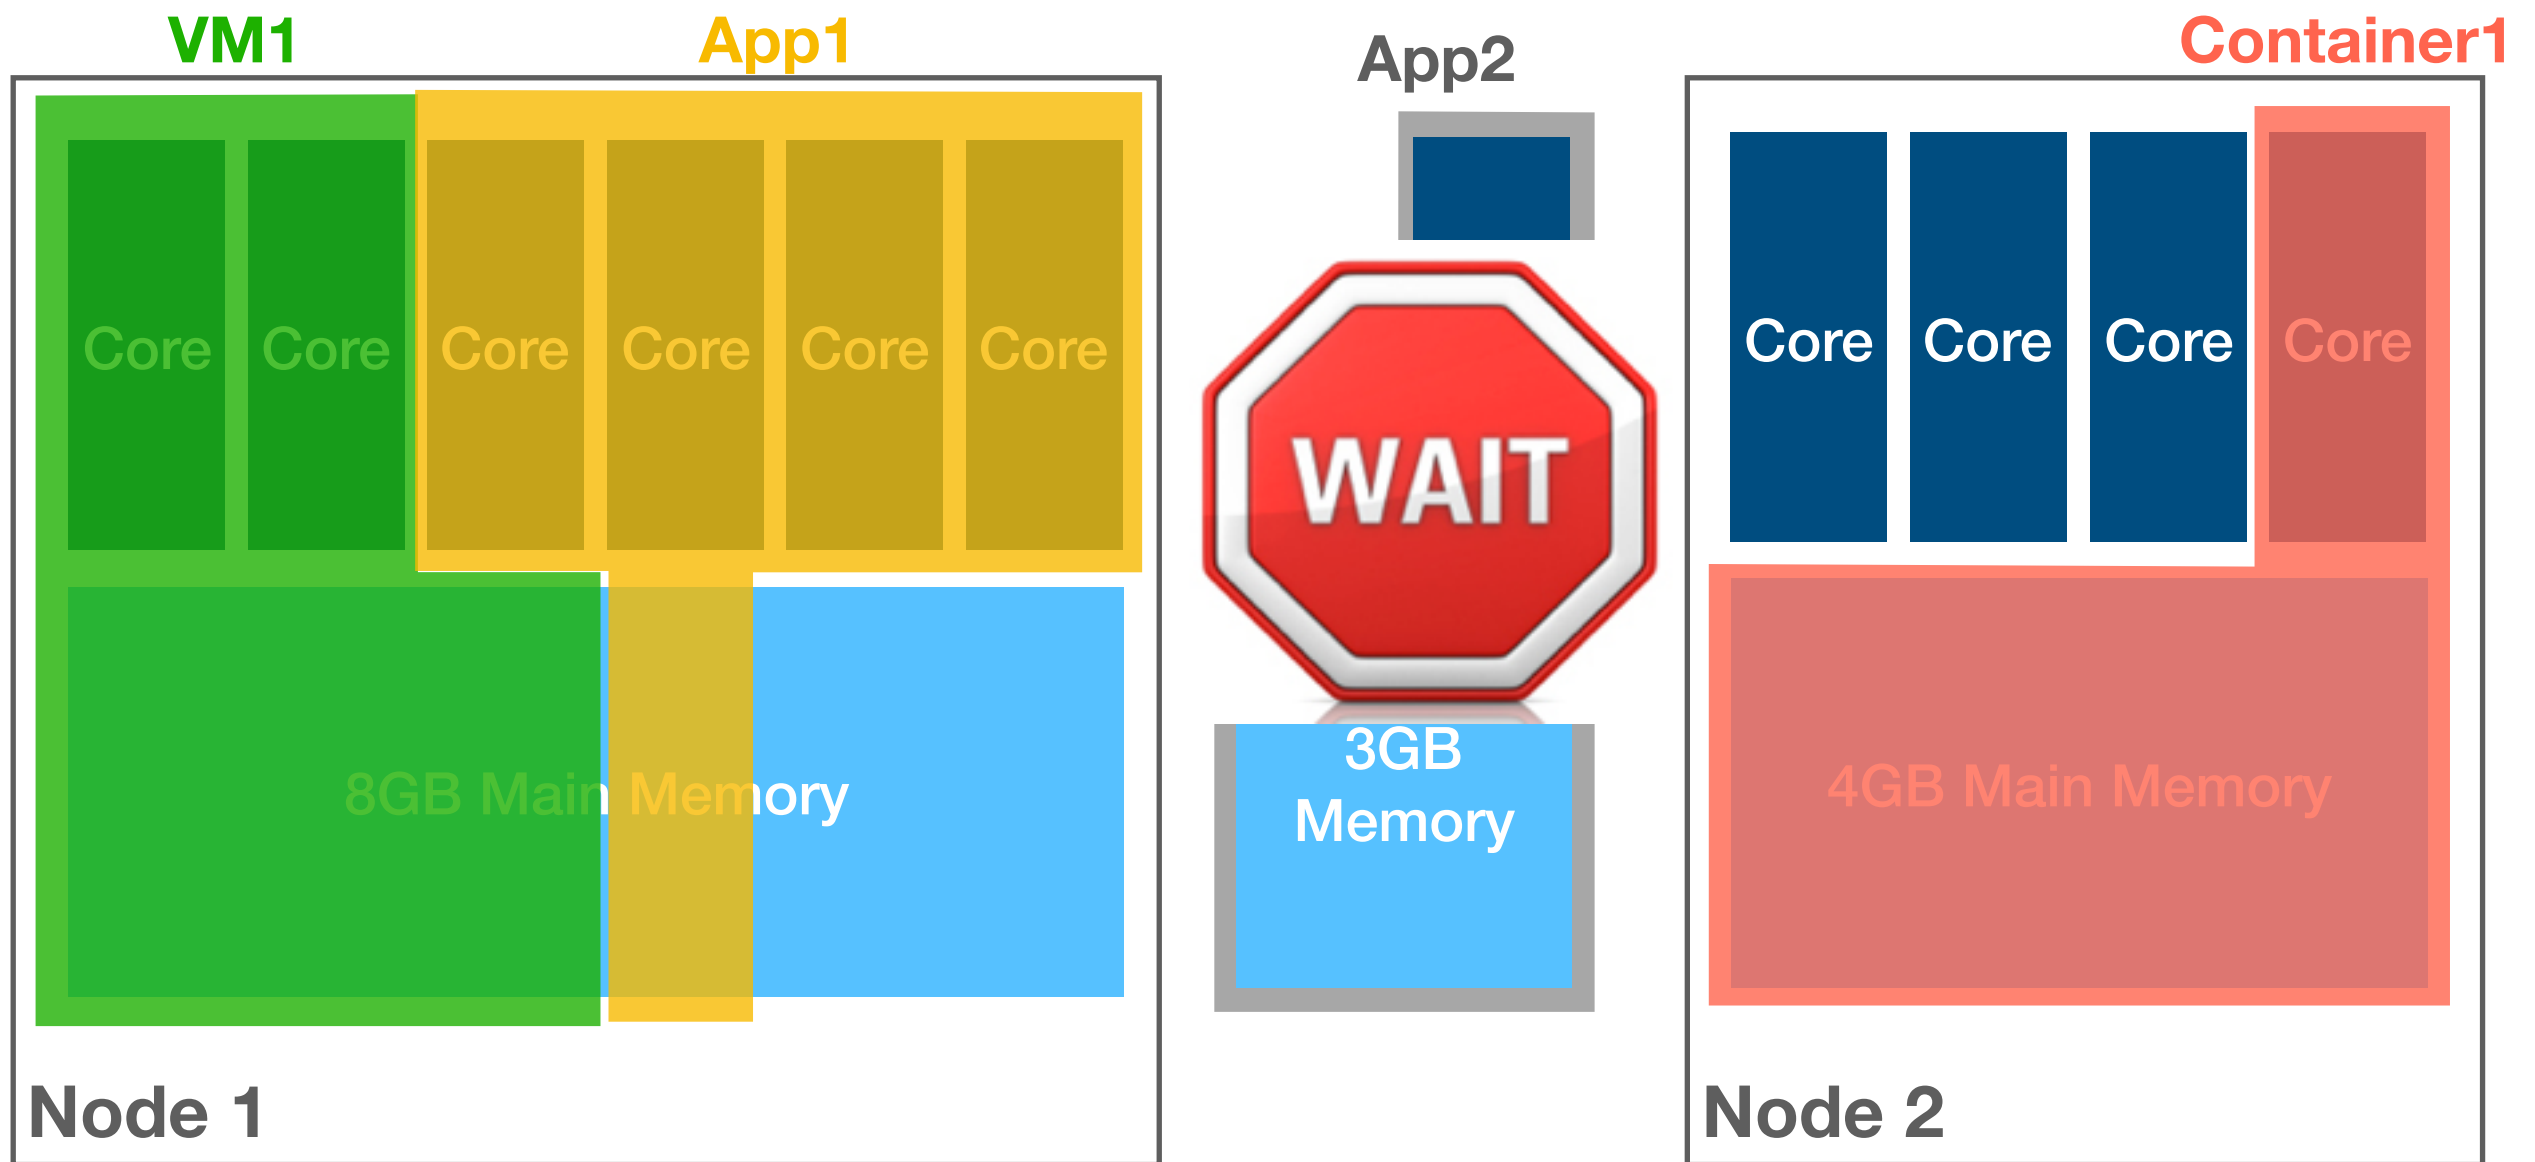 VM1
App1
Core
Core
Core
Core
Core
Core
8GB Main Memory
Node 1
App2
WAIT
3GB
Memory
Container1
Core
Core
Core
Core
4GB Main Memory
Node 2